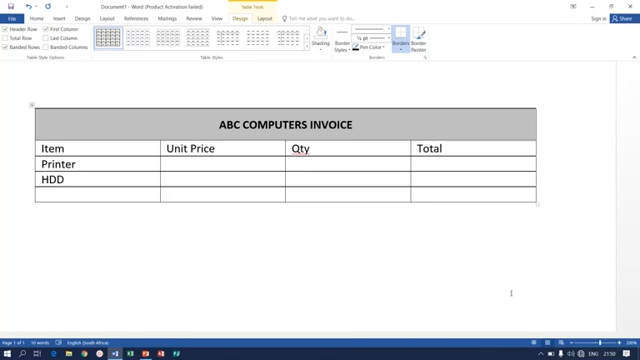 Document1 - Word (Product Activation Failed)
Table Tools
Sign in
Share
File Home Insert Design Layout References Mailings Review View Design Layout Tell me what you want to do
Header Row First Column
Total Row Last Column
Banded Rows Banded Columns
Shading
Border Styles
½ pt
Pen Color
Borders
Border Painter
Table Style Options
Table Styles
Borders
ABC COMPUTERS INVOICE
Item Unit Price Qty Total
Printer
HDD
Page 1 of 1 10 words English (South Africa)
200%
21:50